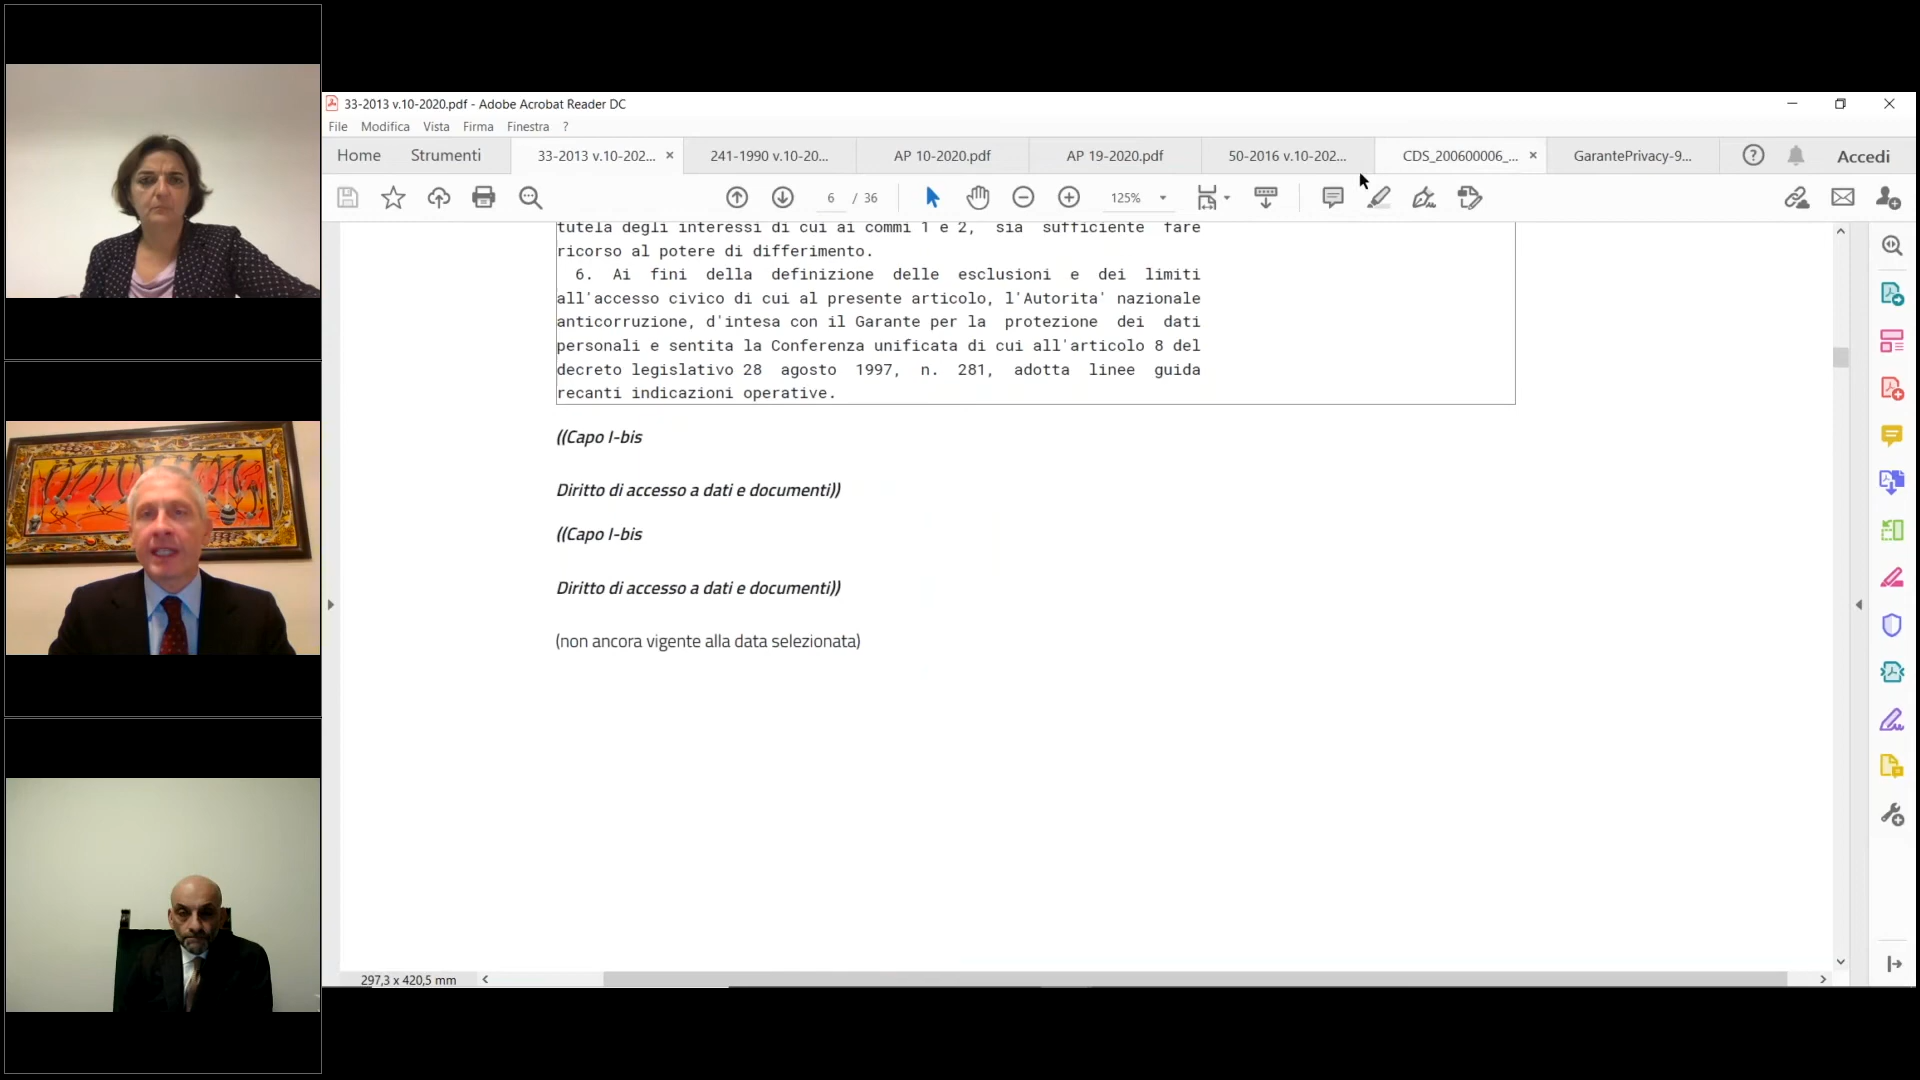 33-2013 v.10-2020.pdf - Adobe Acrobat Reader DC
File Modifica Vista Firma Finestra ?
Home Strumenti 33-2013 v.10-202... × 241-1990 v.10-20... AP 10-2020.pdf AP 19-2020.pdf 50-2016 v.10-202... CDS_200600006_... × GarantePrivacy-9... Accedi
6 / 36 125%
tutela degli interessi di cui ai commi 1 e 2, sia sufficiente fare
ricorso al potere di differimento.
6. Ai fini della definizione delle esclusioni e dei limiti
all'accesso civico di cui al presente articolo, l'Autorita' nazionale
anticorruzione, d'intesa con il Garante per la protezione dei dati
personali e sentita la Conferenza unificata di cui all'articolo 8 del
decreto legislativo 28 agosto 1997, n. 281, adotta linee guida
recanti indicazioni operative.
((Capo I-bis
Diritto di accesso a dati e documenti))
((Capo I-bis
Diritto di accesso a dati e documenti))
(non ancora vigente alla data selezionata)
297,3 x 420,5 mm